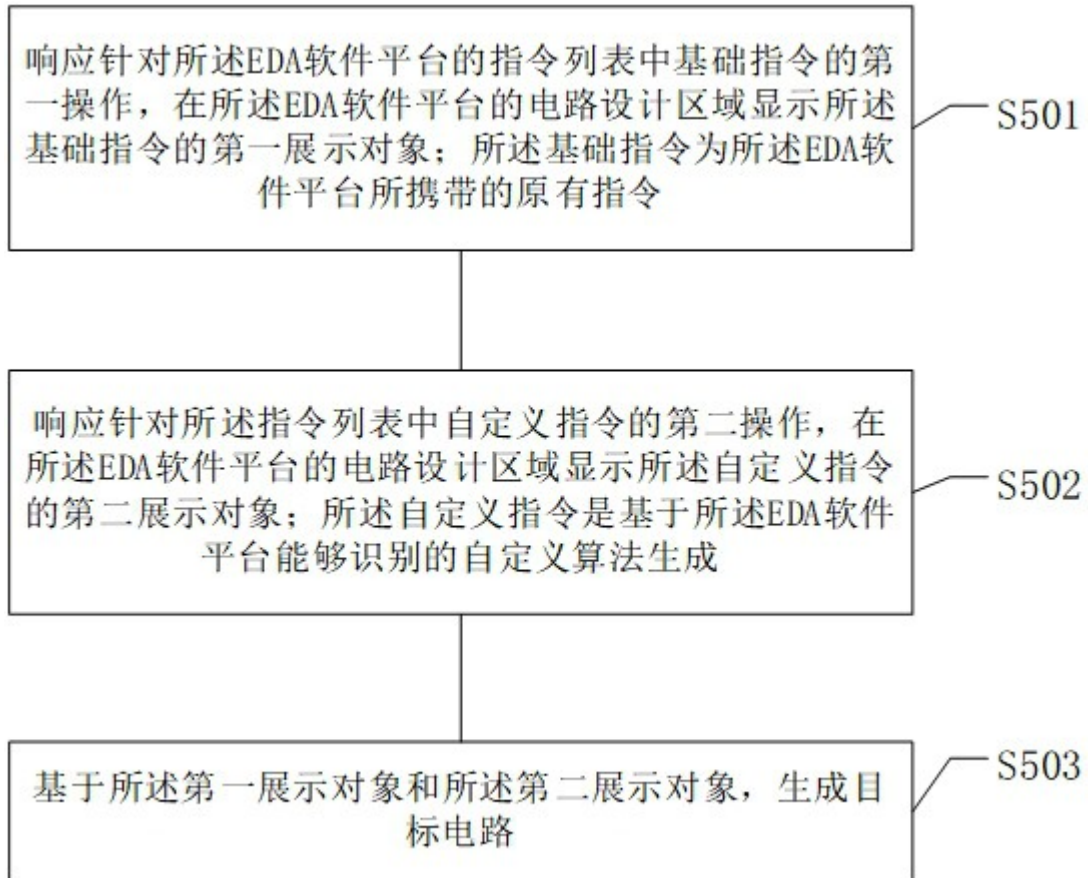 响应针对所述EDA软件平台的指令列表中基础指令的第
一操作，在所述EDA软件平台的电路设计区域显示所述
基础指令的第一展示对象；所述基础指令为所述EDA软
件平台所携带的原有指令
S501
响应针对所述指令列表中自定义指令的第二操作，在
所述EDA软件平台的电路设计区域显示所述自定义指令
的第二展示对象；所述自定义指令是基于所述EDA软件
平台能够识别的自定义算法生成
S502
基于所述第一展示对象和所述第二展示对象，生成目
标电路
S503